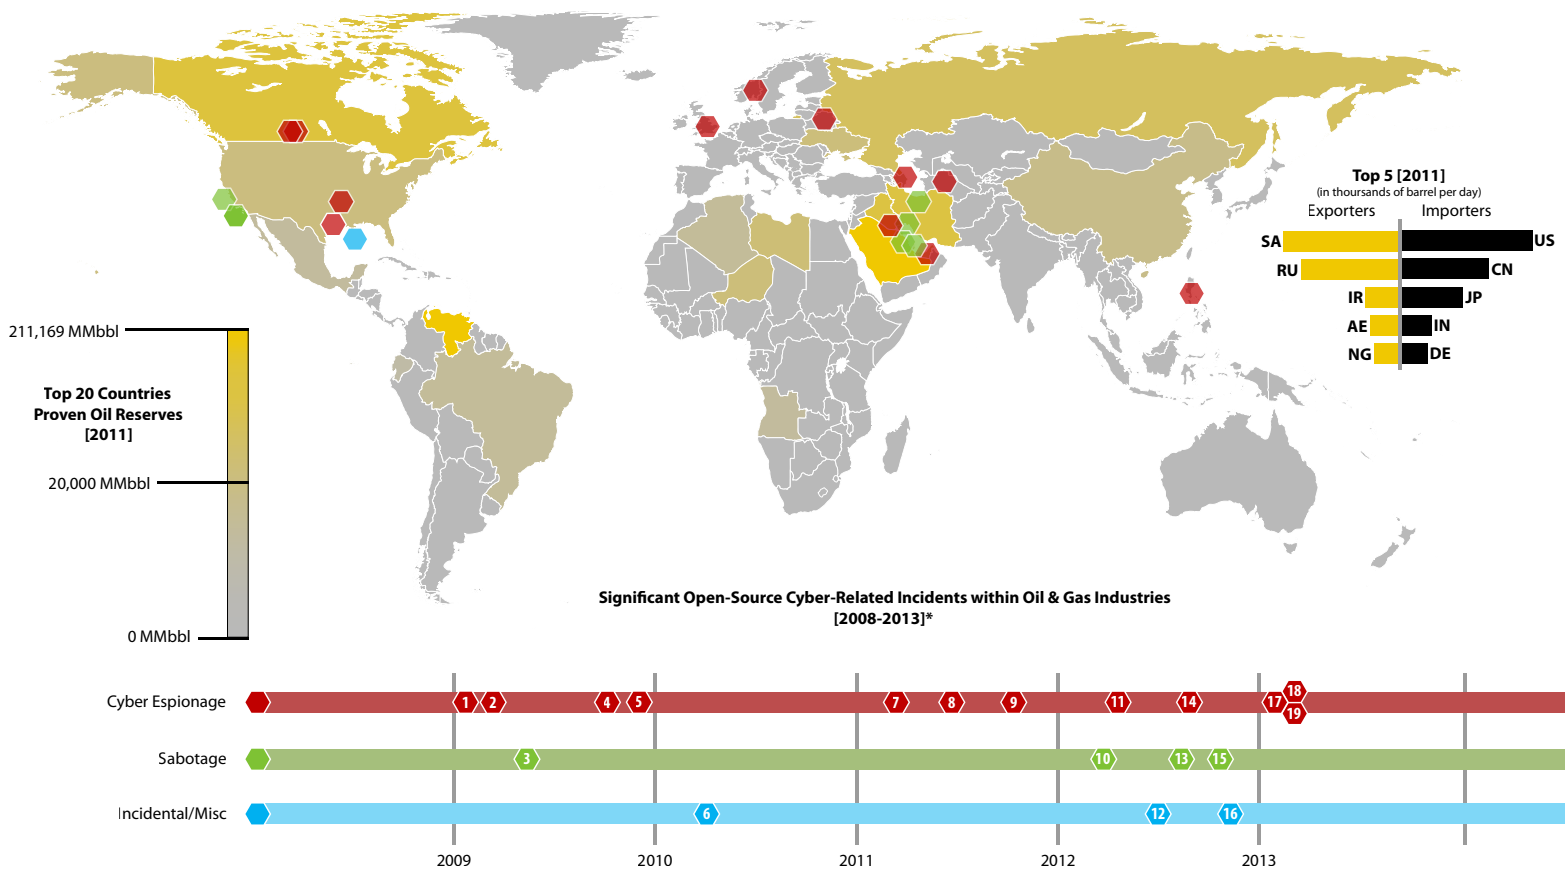 Top 5 [2011]
(in thoursands of barrel per day)
Exporters Importers
SA US
RU CN
IR JP
AE IN
NG DE
211,169 MMbbl
Top 20 Countries
Proven Oil Reserves
[2011]
20,000 MMbbl
0 MMbbl
Significant Open-Source Cyber-Related Incidents within Oil & Gas Industries
[2008-2013]*
Cyber Espionage 1 2 4 5 7 8 9 11 14 17 18 19
Sabotage 3 10 13 15
Incidental/Misc 6 12 16
2009 2010 2011 2012 2013